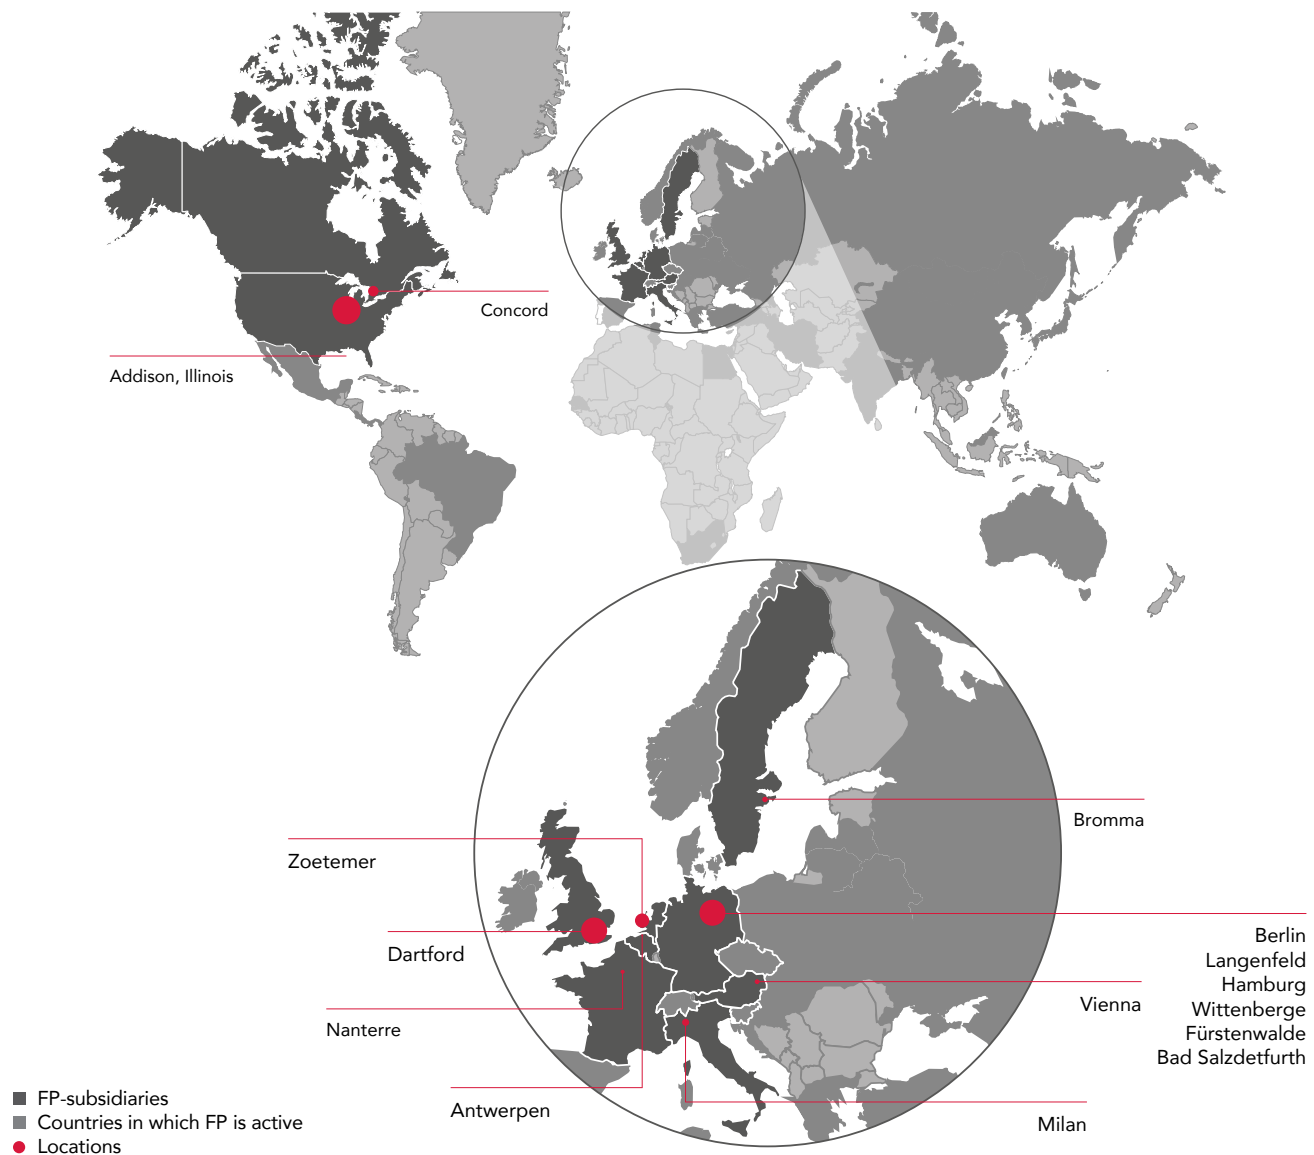 Concord
Addison, Illinois
Bromma
Zoetemer
Dartford
Berlin
Langenfeld
Hamburg
Wittenberge
Fürstenwalde
Bad Salzdetfurth
Vienna
Nanterre
Antwerpen
Milan
FP-subsidiaries
Countries in which FP is active
Locations